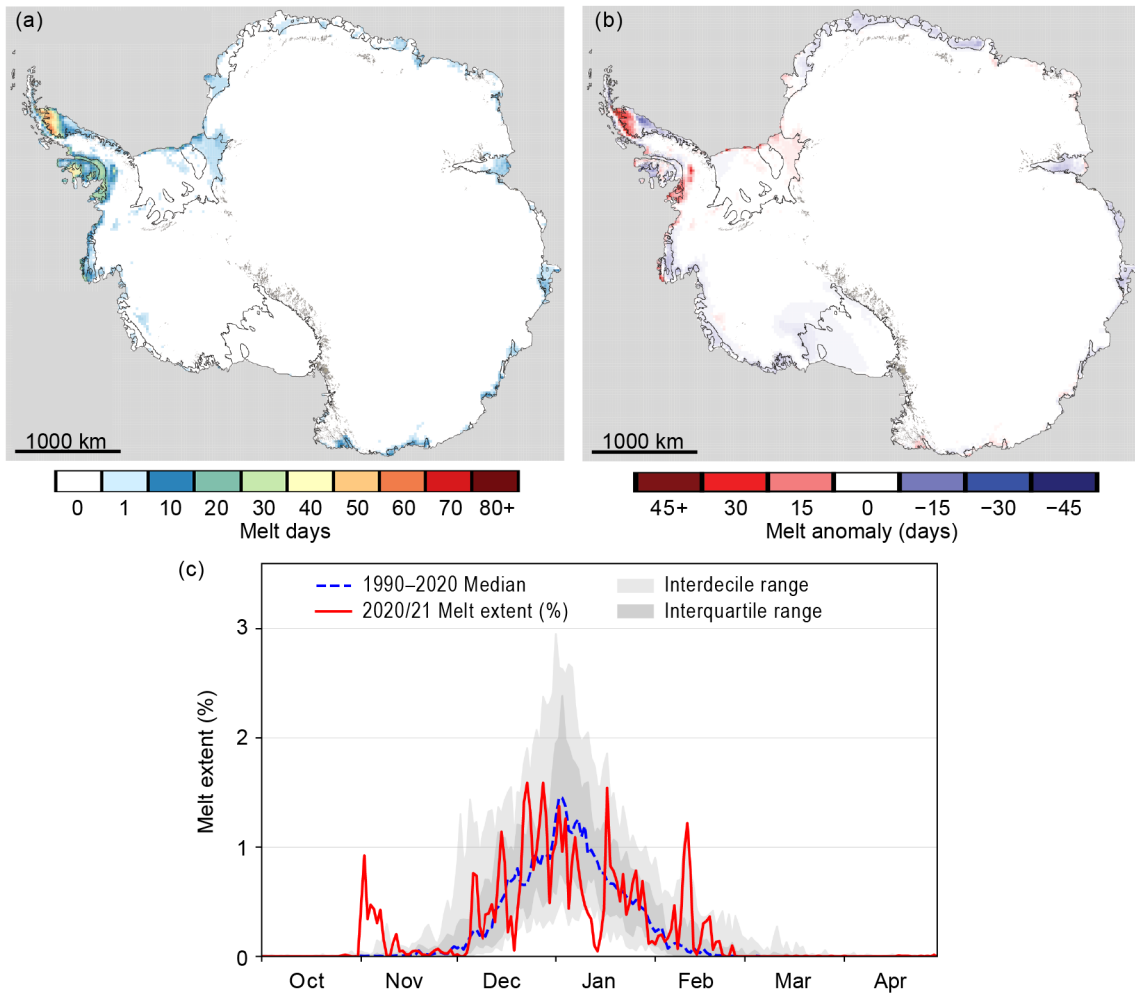 (a)
1000 km
0 1 10 20 30 40 50 60 70 80+
Melt days
(b)
1000 km
45+ 30 15 0 −15 −30 −45
Melt anomaly (days)
(c)
1990–2020 Median
2020/21 Melt extent (%)
Interdecile range
Interquartile range
Melt extent (%)
3
2
1
0
Oct Nov Dec Jan Feb Mar Apr